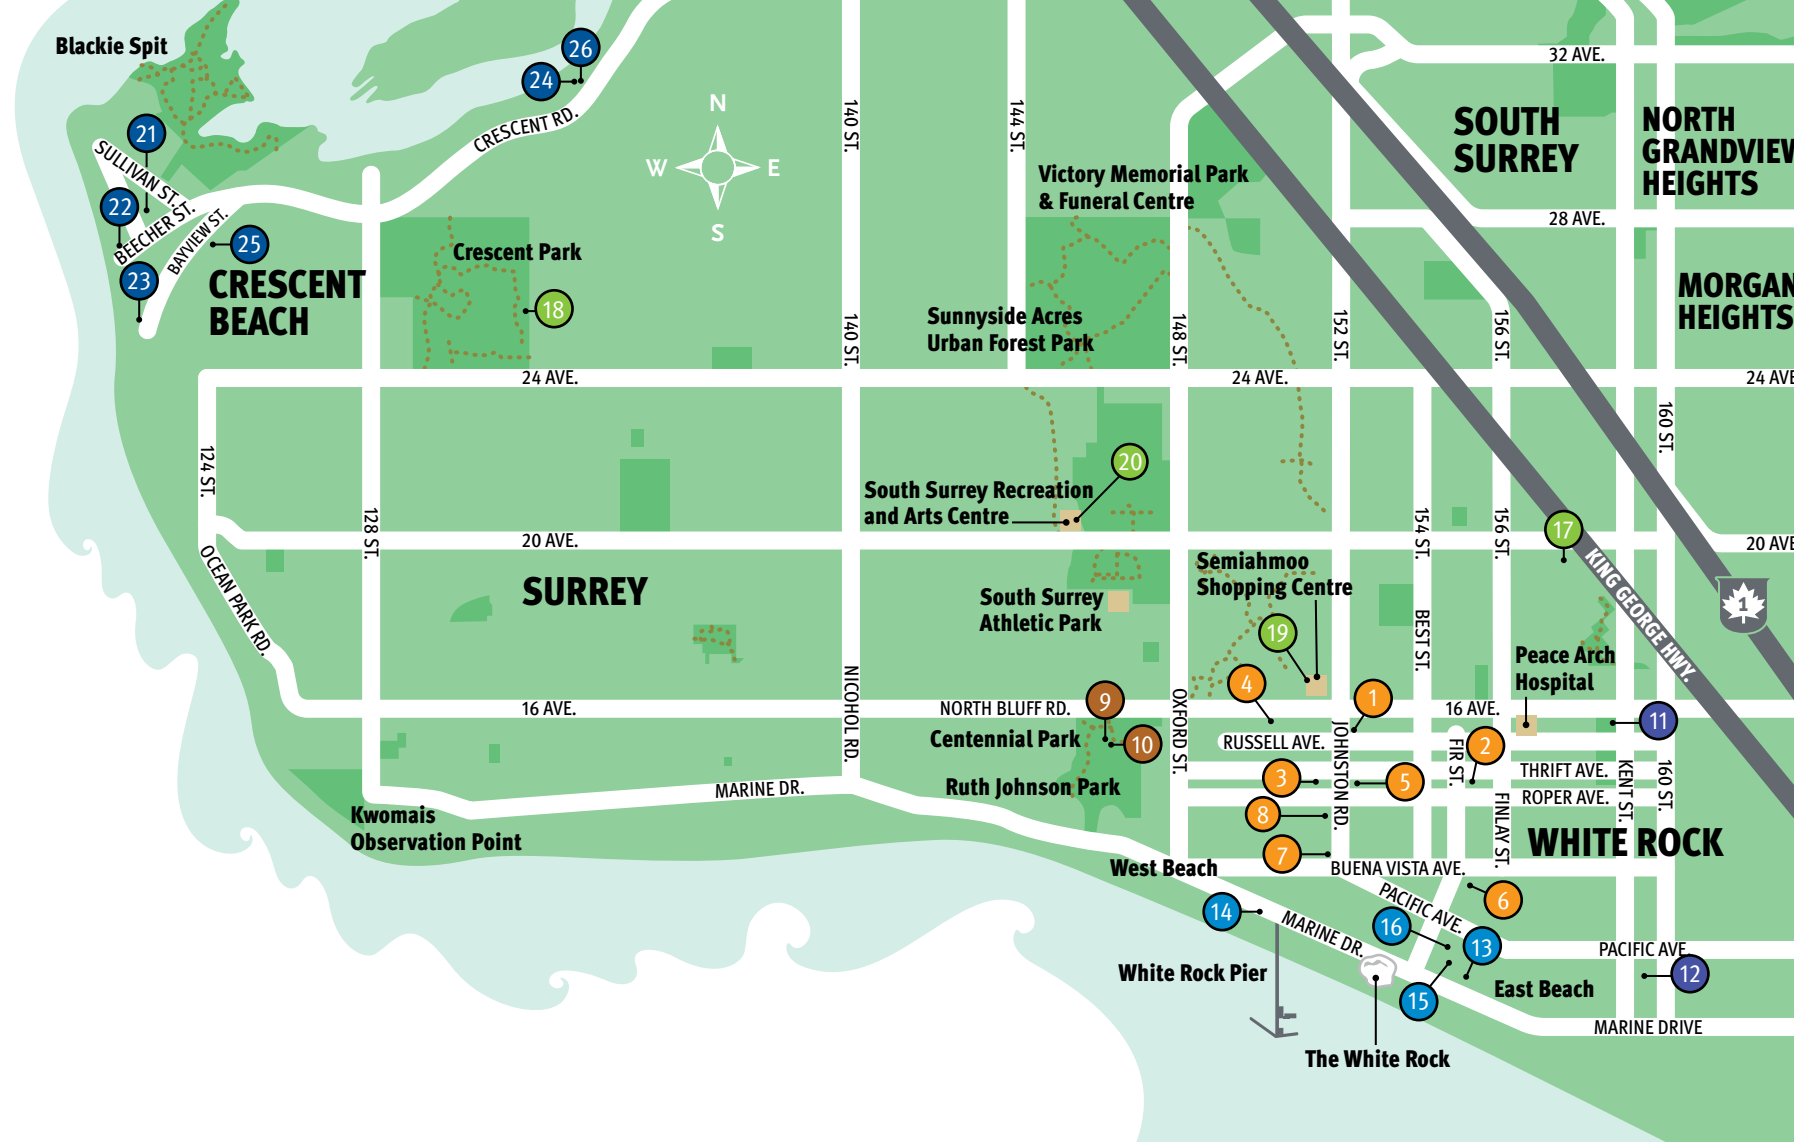 Blackie Spit
26
24
21
CRESCENT RD.
SULLIVAN ST.
22
BEECHER ST.
BAYVIEW ST.
25
23
CRESCENT
BEACH
N
W
E
S
Crescent Park
18
140 ST.
144 ST.
140 ST.
Victory Memorial Park
& Funeral Centre
Sunnyside Acres
Urban Forest Park
148 ST.
152 ST.
156 ST.
32 AVE.
SOUTH
SURREY
NORTH
GRANDVIEW
HEIGHTS
28 AVE.
MORGAN
HEIGHTS
24 AVE.
24 AVE.
24 AVE
160 ST.
124 ST.
128 ST.
20 AVE.
20 AVE
OCEAN PARK RD.
SURREY
20
South Surrey Recreation
and Arts Centre
154 ST.
156 ST.
17
KING GEORGE HWY.
1
Semiahmoo
Shopping Centre
South Surrey
Athletic Park
19
BEST ST.
Peace Arch
Hospital
4
1
9
16 AVE.
NORTH BLUFF RD.
16 AVE.
11
NICOHOL RD.
OXFORD ST.
Centennial Park
10
RUSSELL AVE.
JOHNSTON RD.
FIR ST.
2
Ruth Johnson Park
3
5
THRIFT AVE.
KENT ST.
160 ST.
MARINE DR.
ROPER AVE.
FINLAY ST.
8
Kwomais
Observation Point
7
WHITE ROCK
West Beach
BUENA VISTA AVE.
PACIFIC AVE.
6
14
MARINE DR.
16
13
PACIFIC AVE.
White Rock Pier
12
15
East Beach
MARINE DRIVE
The White Rock